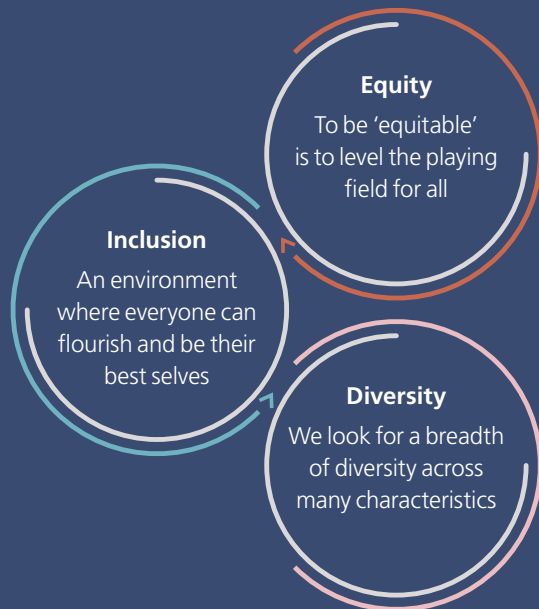 Equity
To be ‘equitable’
is to level the playing
field for all
Inclusion
An environment
where everyone can
flourish and be their
best selves
Diversity
We look for a breadth
of diversity across
many characteristics